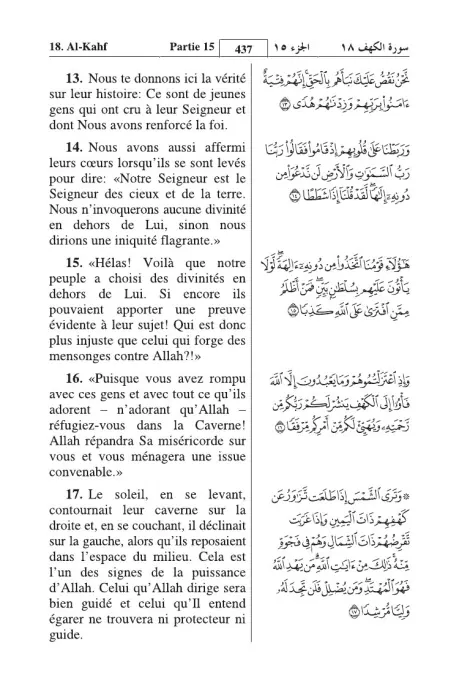 18. Al-Kahf Partie 15 437 الجزء ١٥ سورة الكهف ١٨
13. Nous te donnons ici la vérité
sur leur histoire: Ce sont de jeunes
gens qui ont cru à leur Seigneur et
dont Nous avons renforcé la foi.
14. Nous avons aussi affermi
leurs cœurs lorsqu’ils se sont levés
pour dire: «Notre Seigneur est le
Seigneur des cieux et de la terre.
Nous n’invoquerons aucune divinité
en dehors de Lui, sinon nous
dirions une iniquité flagrante.»
15. «Hélas! Voilà que notre
peuple a choisi des divinités en
dehors de Lui. Si encore ils
pouvaient apporter une preuve
évidente à leur sujet! Qui est donc
plus injuste que celui qui forge des
mensonges contre Allah?!»
16. «Puisque vous avez rompu
avec ces gens et avec tout ce qu’ils
adorent – n’adorant qu’Allah –
réfugiez-vous dans la Caverne!
Allah répandra Sa miséricorde sur
vous et vous ménagera une issue
convenable.»
17. Le soleil, en se levant,
contournait leur caverne sur la
droite et, en se couchant, il déclinait
sur la gauche, alors qu’ils reposaient
dans l’espace du milieu. Cela est
l’un des signes de la puissance
d’Allah. Celui qu’Allah dirige sera
bien guidé et celui qu’Il entend
égarer ne trouvera ni protecteur ni
guide.
نَّحْنُ نَقُصُّ عَلَيْكَ نَبَأَهُم بِالْحَقِّ إِنَّهُمْ فِتْيَةٌ
ءَامَنُوا۟ بِرَبِّهِمْ وَزِدْنَٰهُمْ هُدًى ١٣
وَرَبَطْنَا عَلَىٰ قُلُوبِهِمْ إِذْ قَامُوا۟ فَقَالُوا۟ رَبُّنَا
رَبُّ السَّمَٰوَٰتِ وَالْأَرْضِ لَن نَّدْعُوَا۟ مِن
دُونِهِۦٓ إِلَٰهًا لَّقَدْ قُلْنَآ إِذًا شَطَطًا ١٤
هَٰٓؤُلَآءِ قَوْمُنَا اتَّخَذُوا۟ مِن دُونِهِۦٓ ءَالِهَةً لَّوْلَا
يَأْتُونَ عَلَيْهِم بِسُلْطَٰنٍۭ بَيِّنٍ فَمَنْ أَظْلَمُ
مِمَّنِ افْتَرَىٰ عَلَى اللَّهِ كَذِبًا ١٥
وَإِذِ اعْتَزَلْتُمُوهُمْ وَمَا يَعْبُدُونَ إِلَّا اللَّهَ
فَأْوُۥٓا۟ إِلَى الْكَهْفِ يَنشُرْ لَكُمْ رَبُّكُم مِّن
رَّحْمَتِهِۦ وَيُهَيِّئْ لَكُم مِّنْ أَمْرِكُم مِّرْفَقًا ١٦
۞ وَتَرَى الشَّمْسَ إِذَا طَلَعَت تَّزَٰوَرُ عَن
كَهْفِهِمْ ذَاتَ الْيَمِينِ وَإِذَا غَرَبَت
تَّقْرِضُهُمْ ذَاتَ الشِّمَالِ وَهُمْ فِى فَجْوَةٍ
مِّنْهُ ذَٰلِكَ مِنْ ءَايَٰتِ اللَّهِ مَن يَهْدِ اللَّهُ
فَهُوَ الْمُهْتَدِ وَمَن يُضْلِلْ فَلَن تَجِدَ لَهُۥ
وَلِيًّا مُّرْشِدًا ١٧